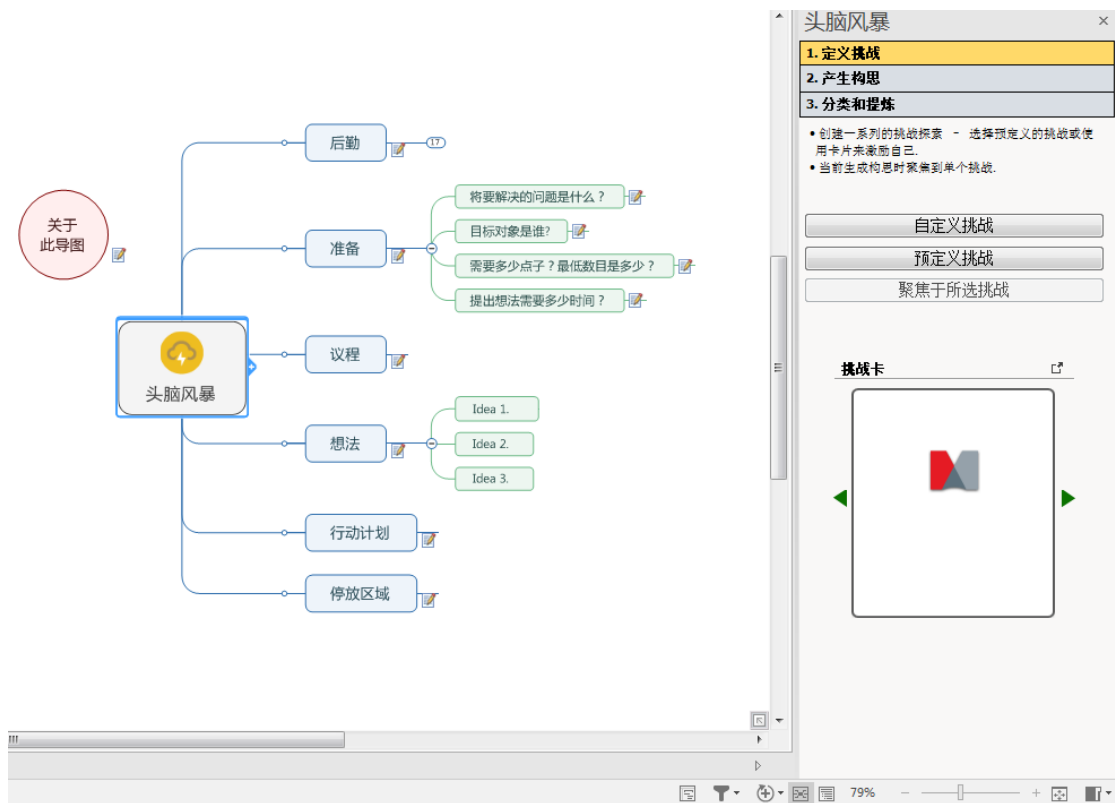 头脑风暴
1. 定义挑战
2. 产生构思
3. 分类和提炼
• 创建一系列的挑战探索 - 选择预定义的挑战或使
用卡片来激励自己.
• 当前生成构思时聚焦到单个挑战.
自定义挑战
预定义挑战
聚焦于所选挑战
挑战卡
关于
此导图
头脑风暴
后勤
17
准备
将要解决的问题是什么？
目标对象是谁?
需要多少点子？最低数目是多少？
提出想法需要多少时间？
议程
想法
Idea 1.
Idea 2.
Idea 3.
行动计划
停放区域
79%